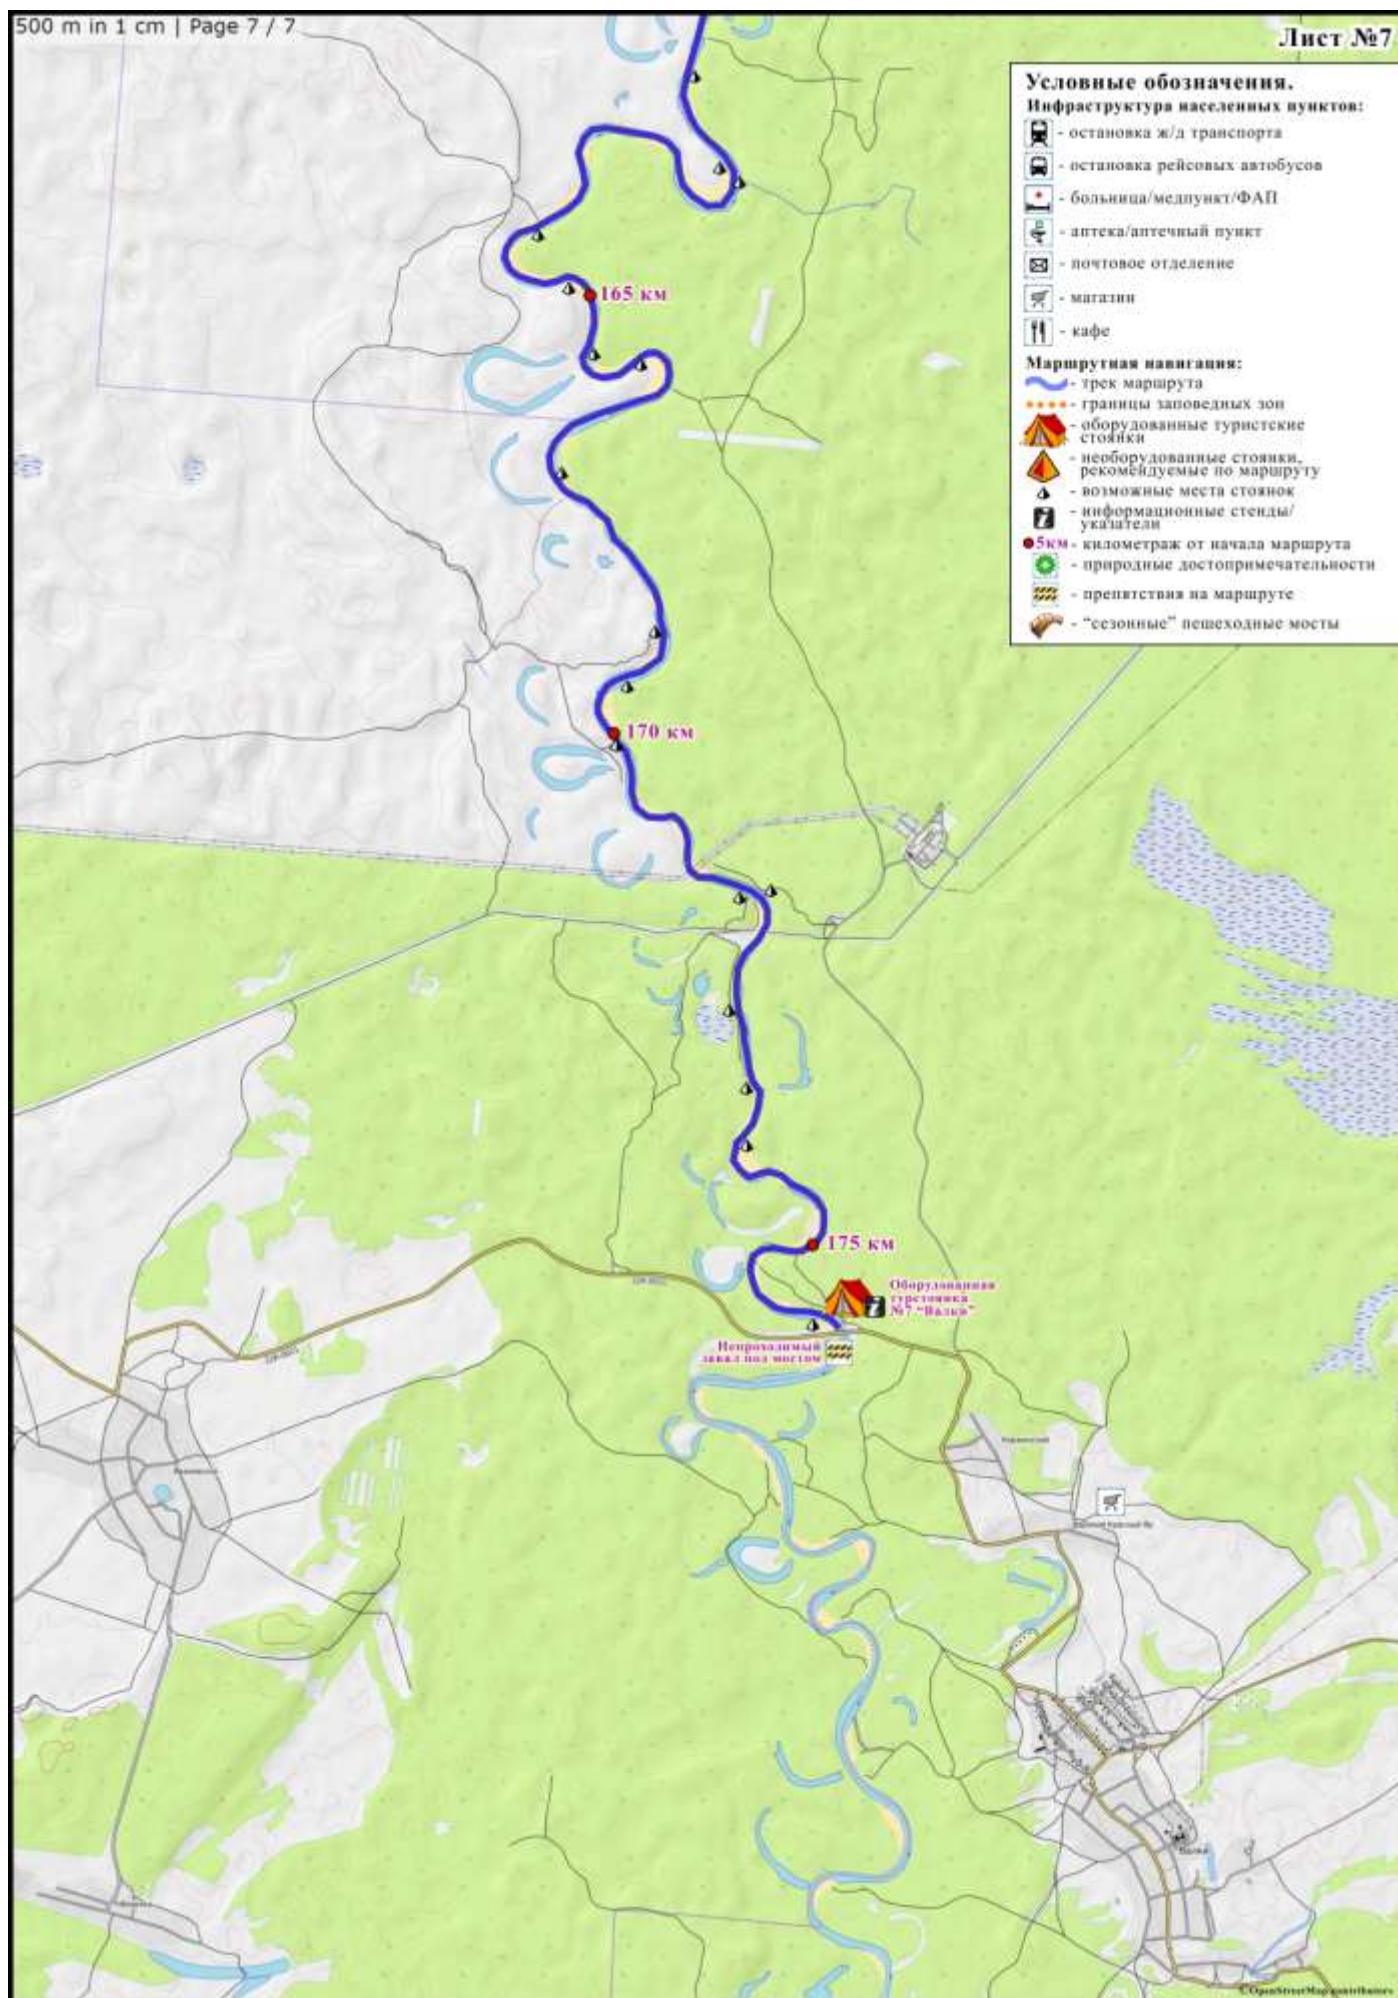 500 m in 1 cm | Page 7 / 7
Лист №7
Условные обозначения.
Инфраструктура населенных пунктов:
- остановка ж/д транспорта
- остановка рейсовых автобусов
- больница/медпункт/ФАП
- аптека/аптечный пункт
- почтовое отделение
- магазин
- кафе
Маршрутная навигация:
- трек маршрута
- границы заповедных зон
- оборудованные туристские
стоянки
- необорудованные стоянки,
рекомендуемые по маршруту
- возможные места стоянок
- информационные стенды/
указатели
5км - километраж от начала маршрута
- природные достопримечательности
- препятствия на маршруте
- “сезонные” пешеходные мосты
165 км
170 км
175 км
Оборудованная
турстоянка
№7 “Валки”
Непроходимый
завал под мостом
Валки
©OpenStreetMap contributors